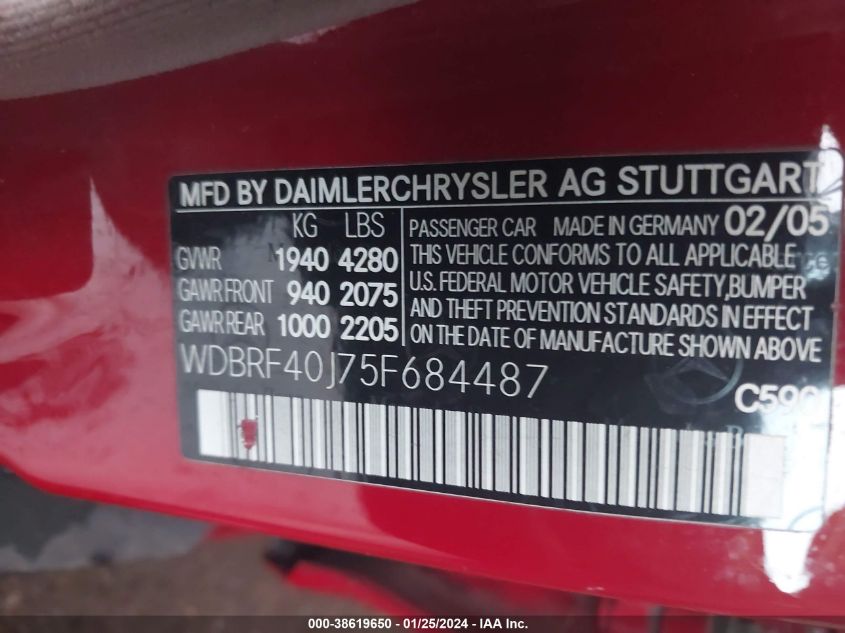 MFD BY DAIMLERCHRYSLER AG STUTTGART
KG LBS
GVWR 1940 4280
GAWR FRONT 940 2075
GAWR REAR 1000 2205
PASSENGER CAR MADE IN GERMANY 02/05
THIS VEHICLE CONFORMS TO ALL APPLICABLE
U.S. FEDERAL MOTOR VEHICLE SAFETY, BUMPER
AND THEFT PREVENTION STANDARDS IN EFFECT
ON THE DATE OF MANUFACTURE SHOWN ABOVE
WDBRF40J75F684487
000-38619650 - 01/25/2024 - IAA Inc.